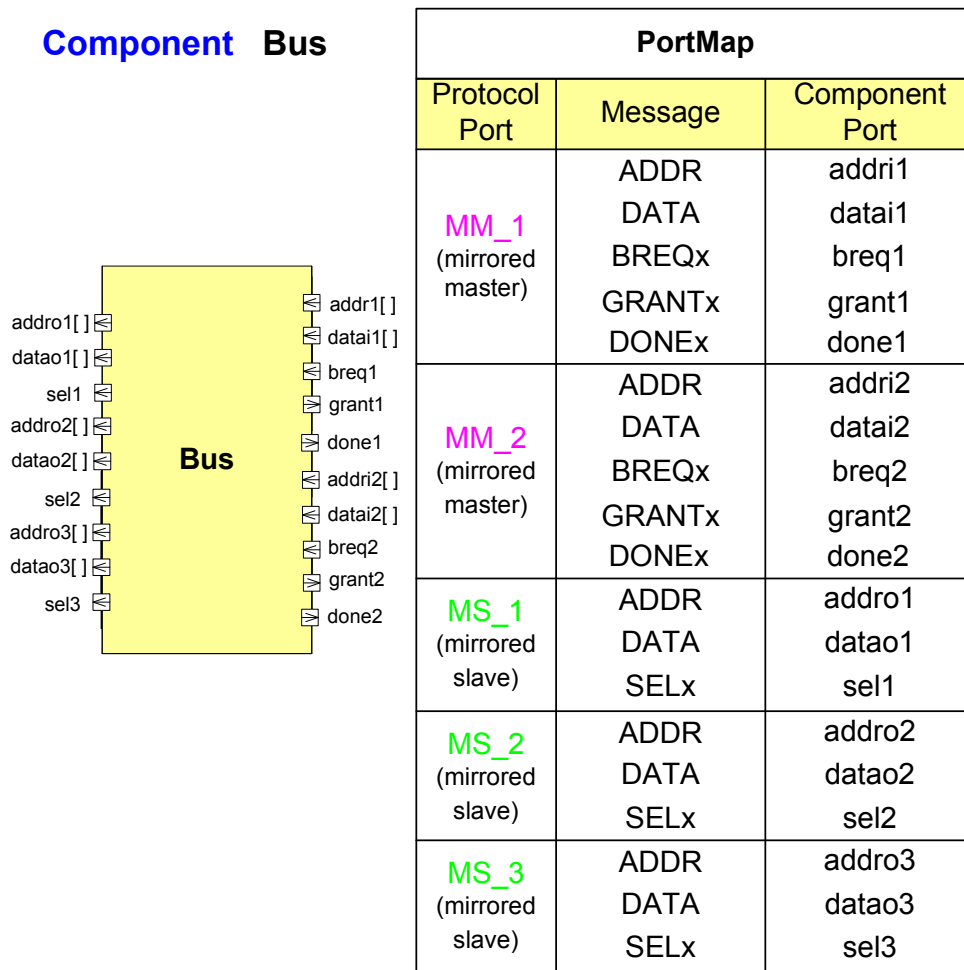 Component Bus
addro1[ ]
datao1[ ]
sel1
addro2[ ]
datao2[ ]
sel2
addro3[ ]
datao3[ ]
sel3
Bus
addr1[ ]
datai1[ ]
breq1
grant1
done1
addri2[ ]
datai2[ ]
breq2
grant2
done2
PortMap
Protocol Port Message Component Port
MM_1
(mirrored
master)
ADDR addri1
DATA datai1
BREQx breq1
GRANTx grant1
DONEx done1
MM_2
(mirrored
master)
ADDR addri2
DATA datai2
BREQx breq2
GRANTx grant2
DONEx done2
MS_1
(mirrored
slave)
ADDR addro1
DATA datao1
SELx sel1
MS_2
(mirrored
slave)
ADDR addro2
DATA datao2
SELx sel2
MS_3
(mirrored
slave)
ADDR addro3
DATA datao3
SELx sel3